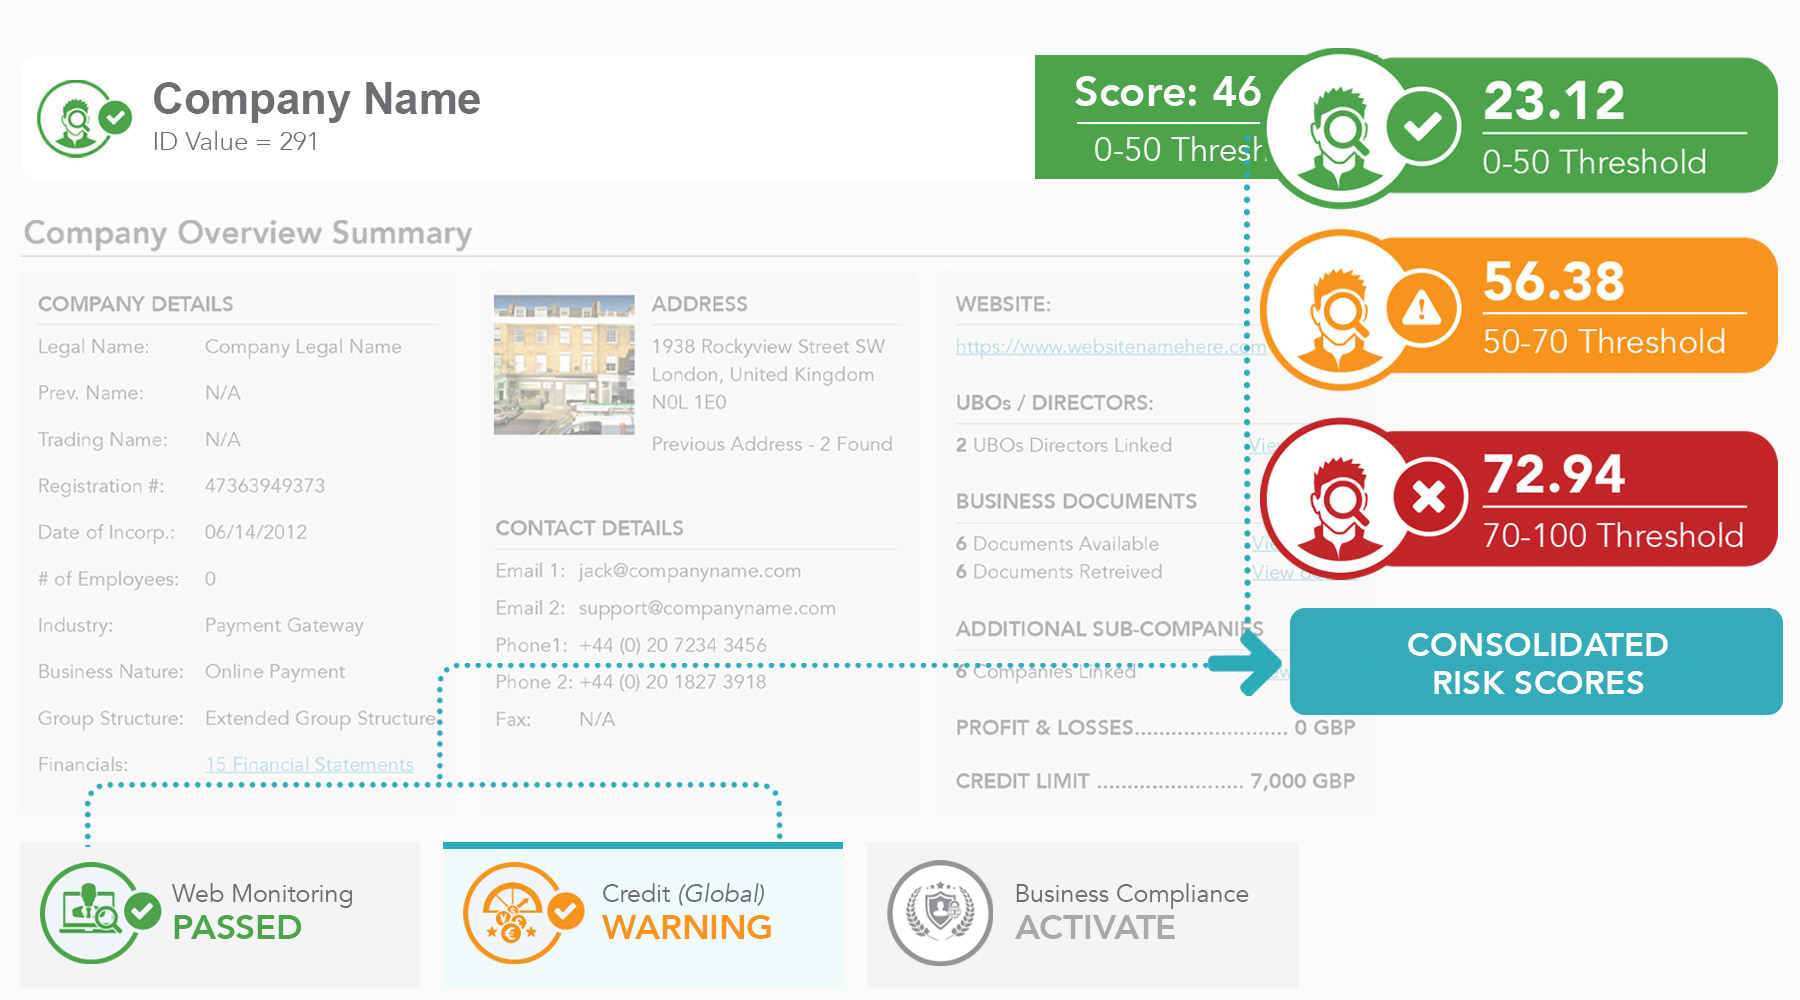 Company Name
ID Value = 291
Score: 46
0-50 Thresh
23.12
0-50 Threshold
56.38
50-70 Threshold
72.94
70-100 Threshold
CONSOLIDATED
RISK SCORES
Company Overview Summary
COMPANY DETAILS
Legal Name: Company Legal Name
Prev. Name: N/A
Trading Name: N/A
Registration #: 47363949373
Date of Incorp.: 06/14/2012
# of Employees: 0
Industry: Payment Gateway
Business Nature: Online Payment
Group Structure: Extended Group Structure
Financials: 15 Financial Statements
ADDRESS
1938 Rockyview Street SW
London, United Kingdom
N0L 1E0
Previous Address - 2 Found
CONTACT DETAILS
Email 1: jack@companyname.com
Email 2: support@companyname.com
Phone1: +44 (0) 20 7234 3456
Phone 2: +44 (0) 20 1827 3918
Fax: N/A
WEBSITE:
https://www.websitenamehere.com
UBOs / DIRECTORS:
2 UBOs Directors Linked
BUSINESS DOCUMENTS
6 Documents Available
6 Documents Retreived View
ADDITIONAL SUB-COMPANIES
6 Companies Linked
PROFIT & LOSSES.......................... 0 GBP
CREDIT LIMIT ......................... 7,000 GBP
Web Monitoring
PASSED
Credit (Global)
WARNING
Business Compliance
ACTIVATE